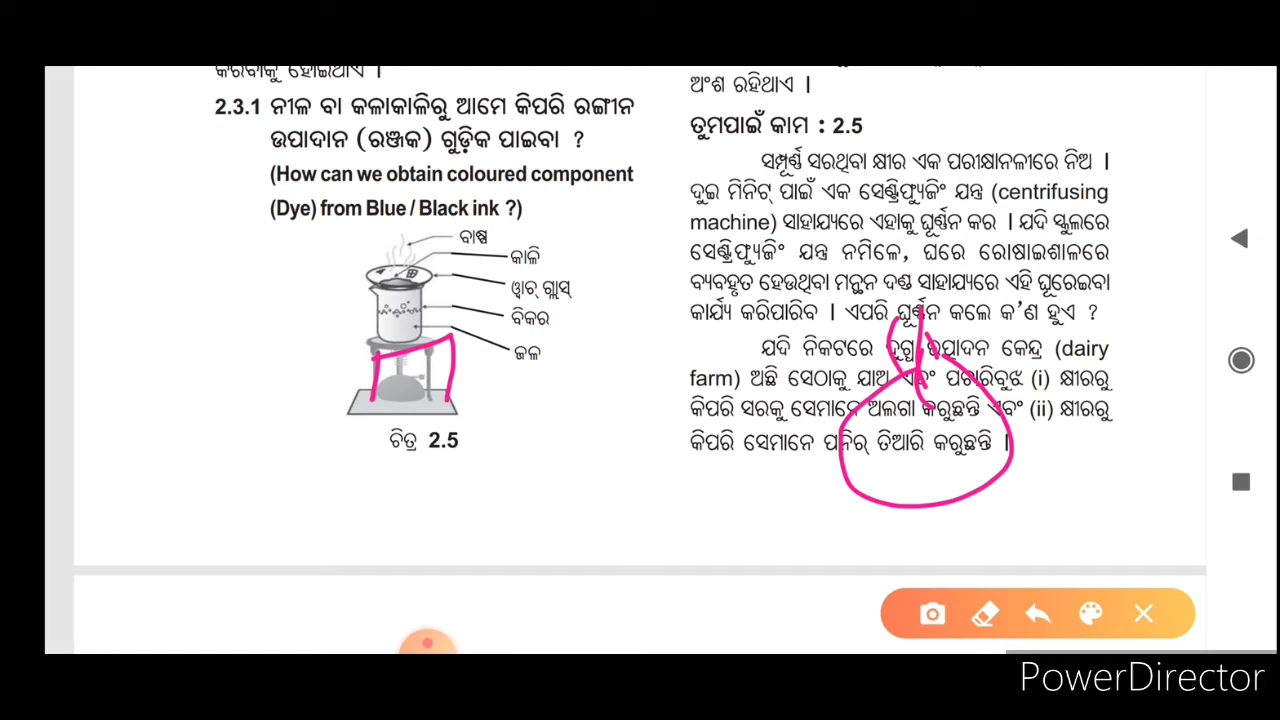 କରବାକୁ ହୋଇଥାଏ ।
2.3.1 ନୀଳ ବା କଳାକାଳିରୁ ଆମେ କିପରି ରଙ୍ଗୀନ
ଉପାଦାନ (ରଞ୍ଜକ) ଗୁଡ଼ିକ ପାଇବା ?
(How can we obtain coloured component
(Dye) from Blue / Black ink ?)
ବାଷ୍ପ
କାଳି
ୱାଚ୍ ଗ୍ଲାସ୍
ବିକର
ଜଳ
ଚିତ୍ର 2.5
ଅଂଶ ରହିଥାଏ ।
ତୁମପାଇଁ କାମ : 2.5
ସମ୍ପୂର୍ଣ୍ଣ ସରଥିବା କ୍ଷୀର ଏକ ପରୀକ୍ଷାନଳୀରେ ନିଅ ।
ଦୁଇ ମିନିଟ୍ ପାଇଁ ଏକ ସେଣ୍ଟ୍ରିଫ୍ୟୁଜିଂ ଯନ୍ତ୍ର (centrifusing
machine) ସାହାଯ୍ୟରେ ଏହାକୁ ଘୂର୍ଣ୍ଣନ କର । ଯଦି ସ୍କୁଲରେ
ସେଣ୍ଟ୍ରିଫ୍ୟୁଜିଂ ଯନ୍ତ୍ର ନମିଳେ, ଘରେ ରୋଷାଇଶାଳରେ
ବ୍ୟବହୃତ ହେଉଥିବା ମନ୍ଥନ ଦଣ୍ଡ ସାହାଯ୍ୟରେ ଏହି ଘୂରେଇବା
କାର୍ଯ୍ୟ କରିପାରିବ । ଏପରି ଘୂର୍ଣ୍ଣନ କଲେ କ'ଣ ହୁଏ ?
ଯଦି ନିକଟରେ ଦୁଗ୍ଧ ଉତ୍ପାଦନ କେନ୍ଦ୍ର (dairy
farm) ଅଛି ସେଠାକୁ ଯାଅ ଏବଂ ପଚାରିବୁଝ (i) କ୍ଷୀରରୁ
କିପରି ସରକୁ ସେମାନେ ଅଲଗା କରୁଛନ୍ତି ଏବଂ (ii) କ୍ଷୀରରୁ
କିପରି ସେମାନେ ପନିର୍ ତିଆରି କରୁଛନ୍ତି ।
PowerDirector